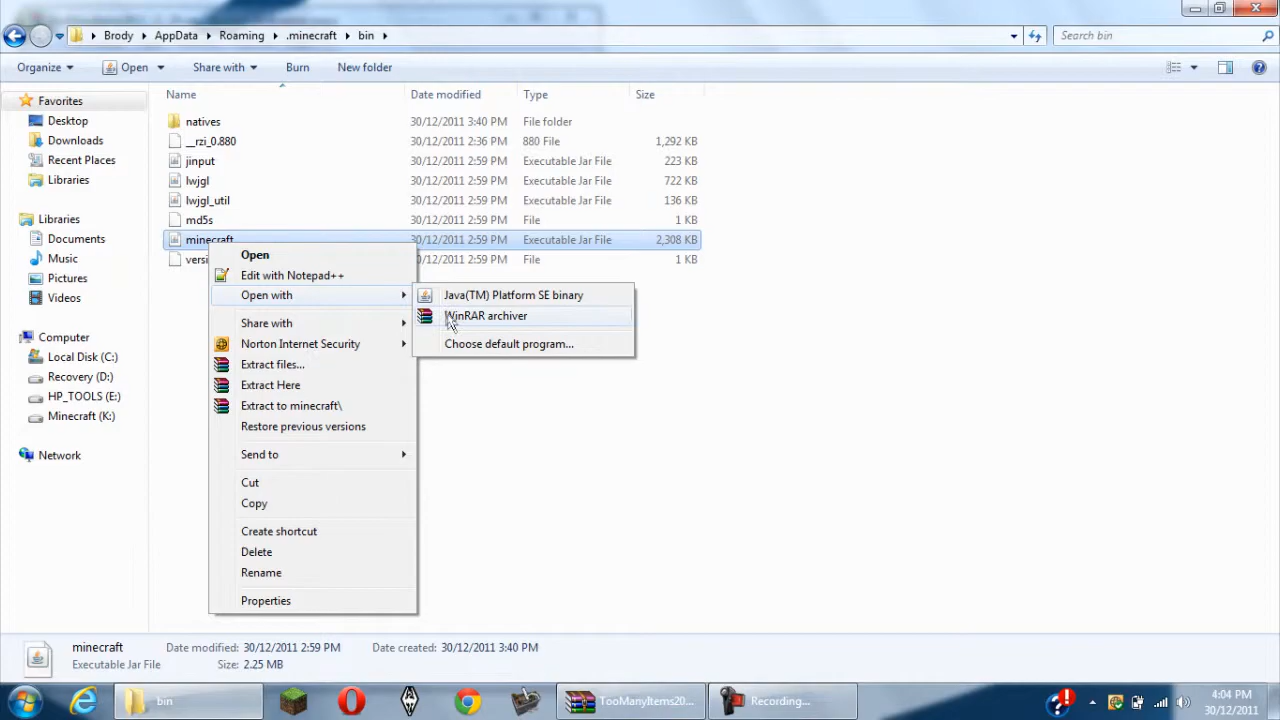 Brody AppData Roaming .minecraft bin Search bin
Organize Open Share with Burn New folder
Favorites
Desktop
Downloads
Recent Places
Libraries
Libraries
Documents
Music
Pictures
Videos
Computer
Local Disk (C:)
Recovery (D:)
HP_TOOLS (E:)
Minecraft (K:)
Network
Name Date modified Type Size
natives 30/12/2011 3:40 PM File folder
__rzi_0.880 30/12/2011 2:36 PM 880 File 1,292 KB
jinput 30/12/2011 2:59 PM Executable Jar File 223 KB
lwjgl 30/12/2011 2:59 PM Executable Jar File 722 KB
lwjgl_util 30/12/2011 2:59 PM Executable Jar File 136 KB
md5s 30/12/2011 2:59 PM File 1 KB
minecraft 30/12/2011 2:59 PM Executable Jar File 2,308 KB
versi 30/12/2011 2:59 PM File 1 KB
Open
Edit with Notepad++
Open with
Share with
Norton Internet Security
Extract files...
Extract Here
Extract to minecraft\
Restore previous versions
Send to
Cut
Copy
Create shortcut
Delete
Rename
Properties
Java(TM) Platform SE binary
WinRAR archiver
Choose default program...
minecraft Date modified: 30/12/2011 2:59 PM Date created: 30/12/2011 3:40 PM
Executable Jar File Size: 2.25 MB
bin TooManyItems20... Recording... 4:04 PM
30/12/2011